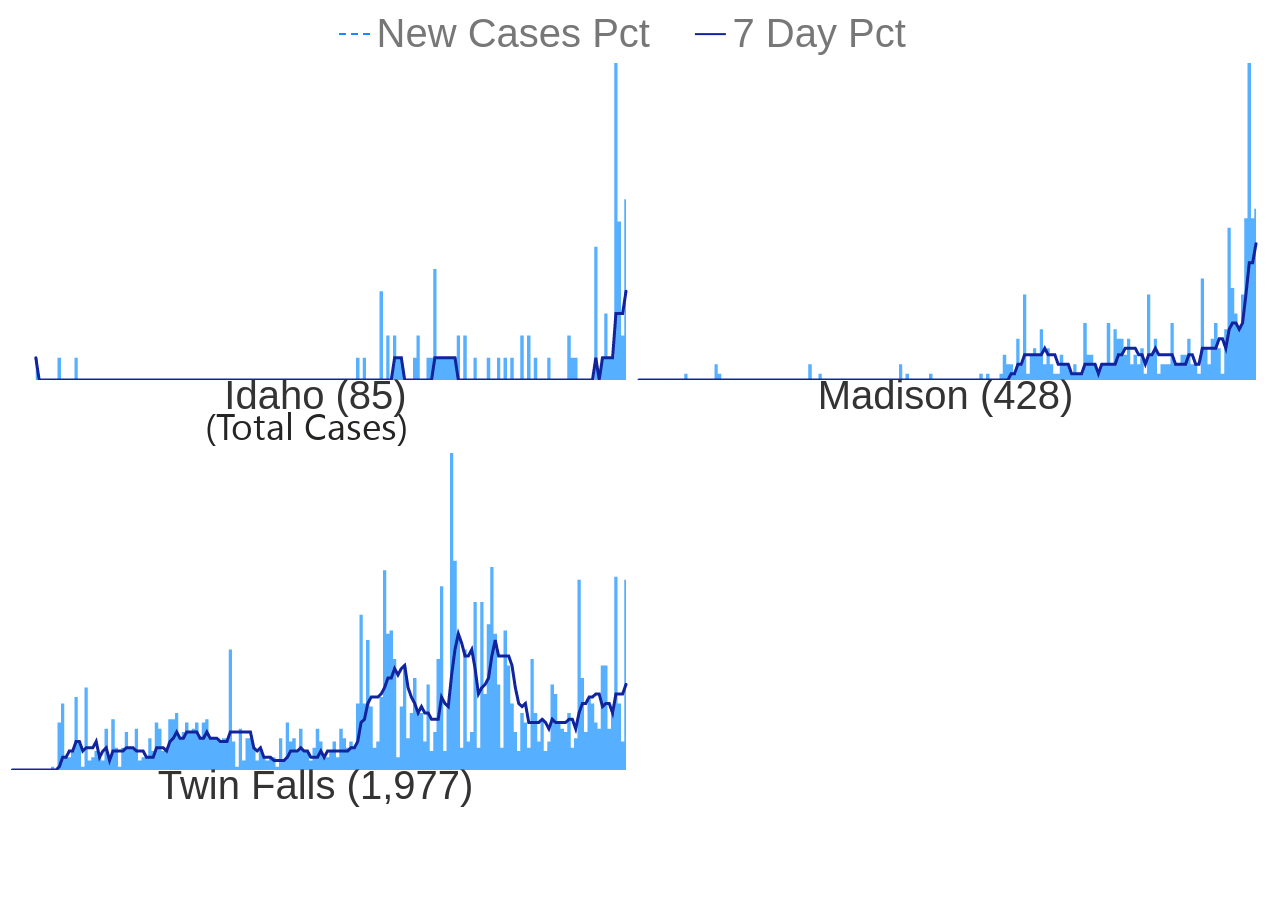 New Cases Pct 7 Day Pct
Idaho (85)
(Total Cases)
Madison (428)
Twin Falls (1,977)